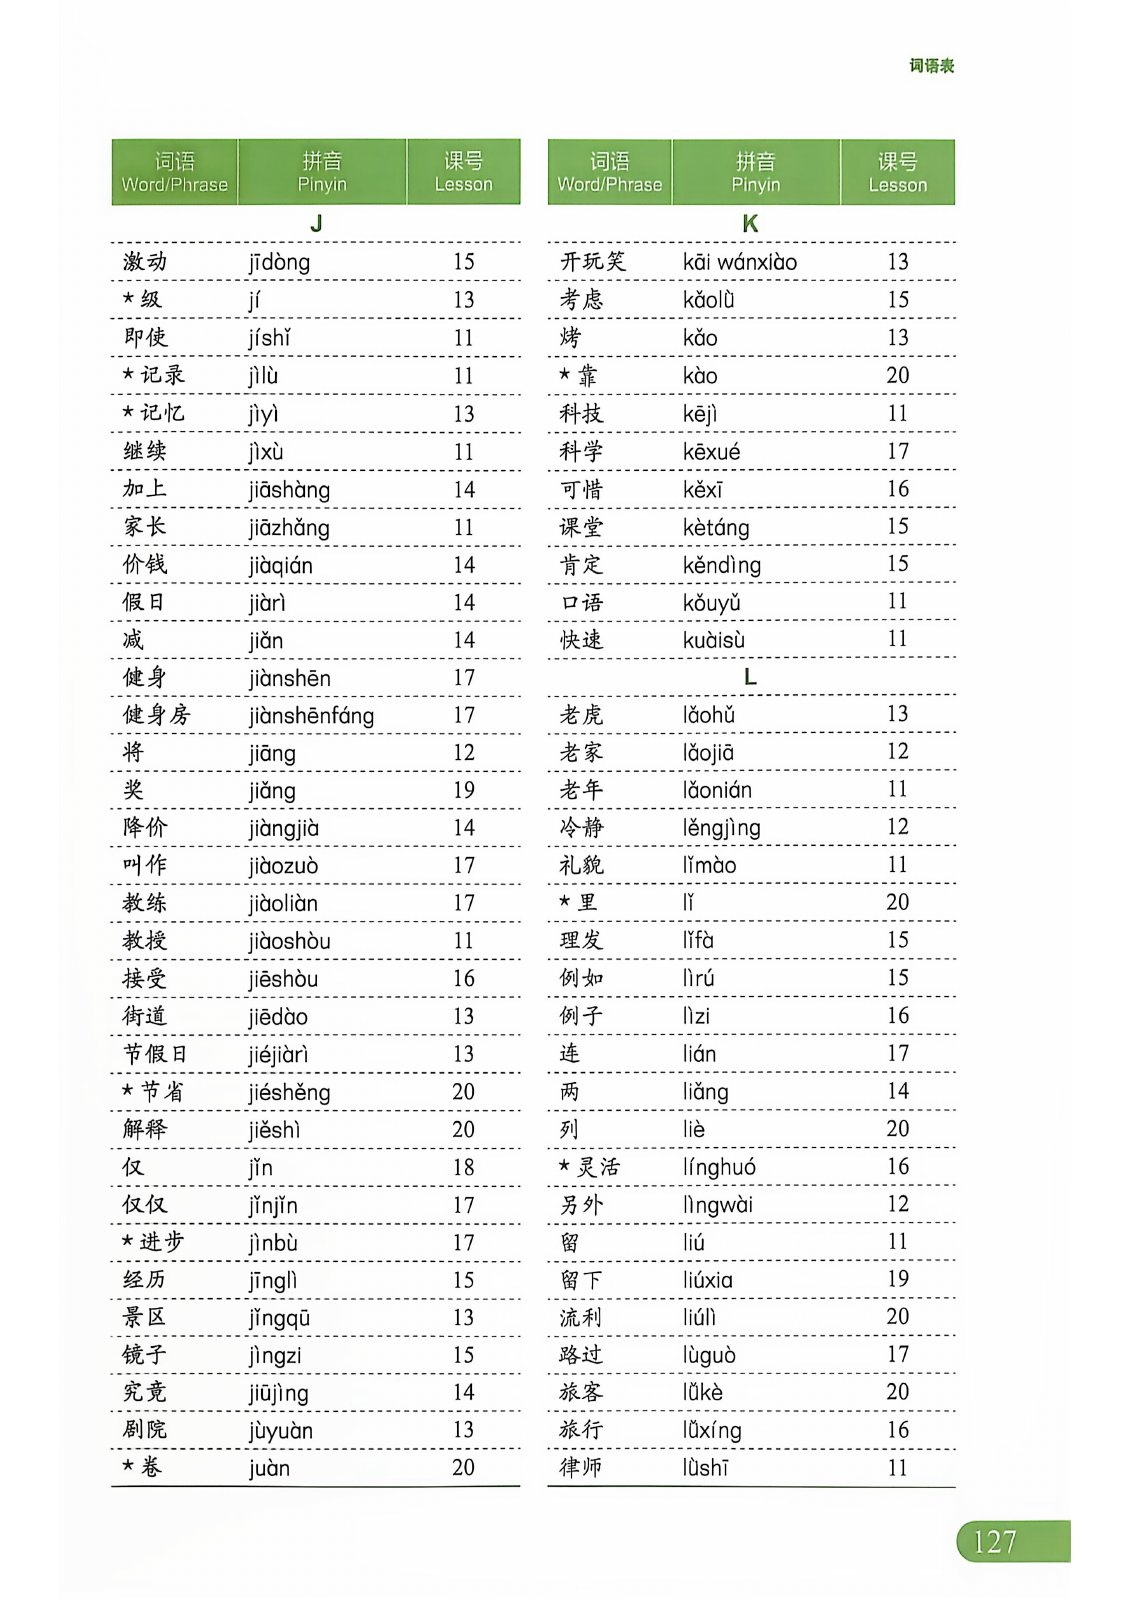 词语表
词语 拼音 课号
Word/Phrase Pinyin Lesson
J
激动 jīdòng 15
* 级 jí 13
即使 jíshǐ 11
* 记录 jìlù 11
* 记忆 jìyì 13
继续 jìxù 11
加上 jiāshàng 14
家长 jiāzhǎng 11
价钱 jiàqián 14
假日 jiàrì 14
减 jiǎn 14
健身 jiànshēn 17
健身房 jiànshēnfáng 17
将 jiāng 12
奖 jiǎng 19
降价 jiàngjià 14
叫作 jiàozuò 17
教练 jiàoliàn 17
教授 jiàoshòu 11
接受 jiēshòu 16
街道 jiēdào 13
节假日 jiéjiàrì 13
* 节省 jiéshěng 20
解释 jiěshì 20
仅 jǐn 18
仅仅 jǐnjǐn 17
* 进步 jìnbù 17
经历 jīnglì 15
景区 jǐngqū 13
镜子 jìngzi 15
究竟 jiūjìng 14
剧院 jùyuàn 13
* 卷 juàn 20
词语 拼音 课号
Word/Phrase Pinyin Lesson
K
开玩笑 kāi wánxiào 13
考虑 kǎolǜ 15
烤 kǎo 13
* 靠 kào 20
科技 kējì 11
科学 kēxué 17
可惜 kěxī 16
课堂 kètáng 15
肯定 kěndìng 15
口语 kǒuyǔ 11
快速 kuàisù 11
L
老虎 lǎohǔ 13
老家 lǎojiā 12
老年 lǎonián 11
冷静 lěngjìng 12
礼貌 lǐmào 11
* 里 lǐ 20
理发 lǐfà 15
例如 lìrú 15
例子 lìzi 16
连 lián 17
两 liǎng 14
列 liè 20
* 灵活 línghuó 16
另外 lìngwài 12
留 liú 11
留下 liúxia 19
流利 liúlì 20
路过 lùguò 17
旅客 lǚkè 20
旅行 lǚxíng 16
律师 lǜshī 11
127